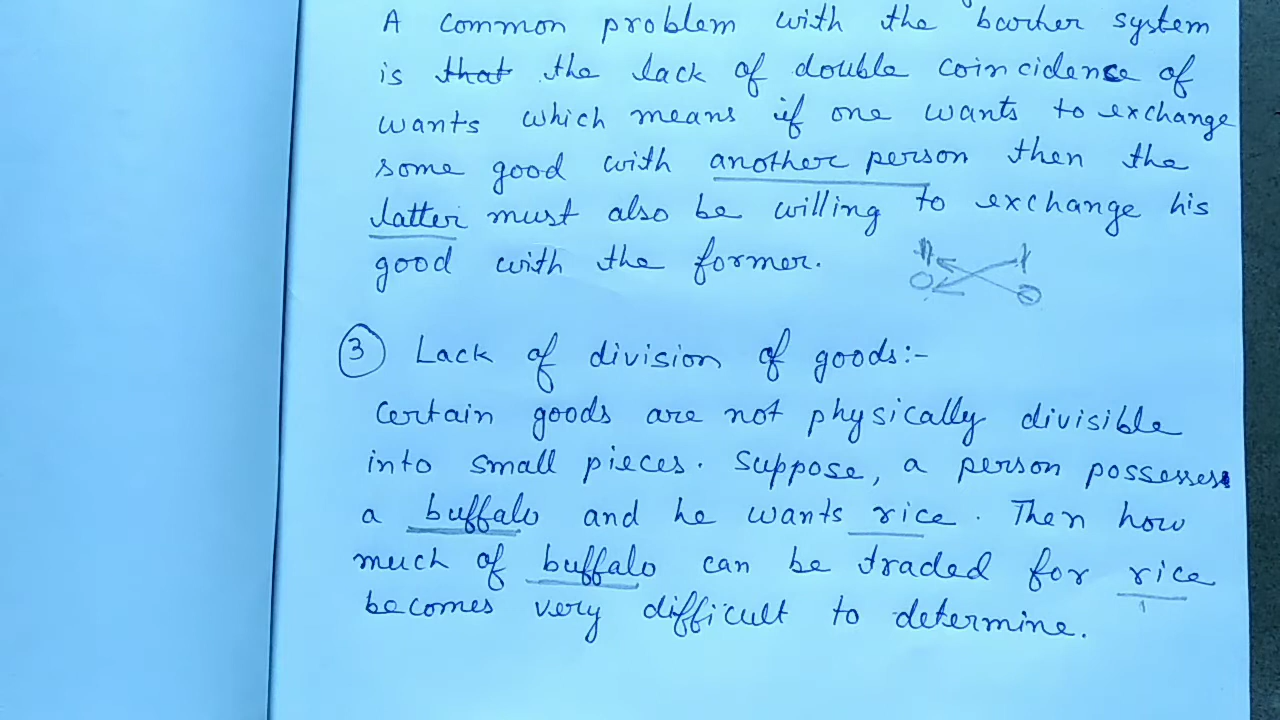 A common problem with the barter system
is that the lack of double coincidence of
wants which means if one wants to exchange
some good with another person then the
latter must also be willing to exchange his
good with the former.
3 Lack of division of goods:-
Certain goods are not physically divisible
into small pieces. Suppose, a person possesses
a buffalo and he wants rice. Then how
much of buffalo can be traded for rice
becomes very difficult to determine.